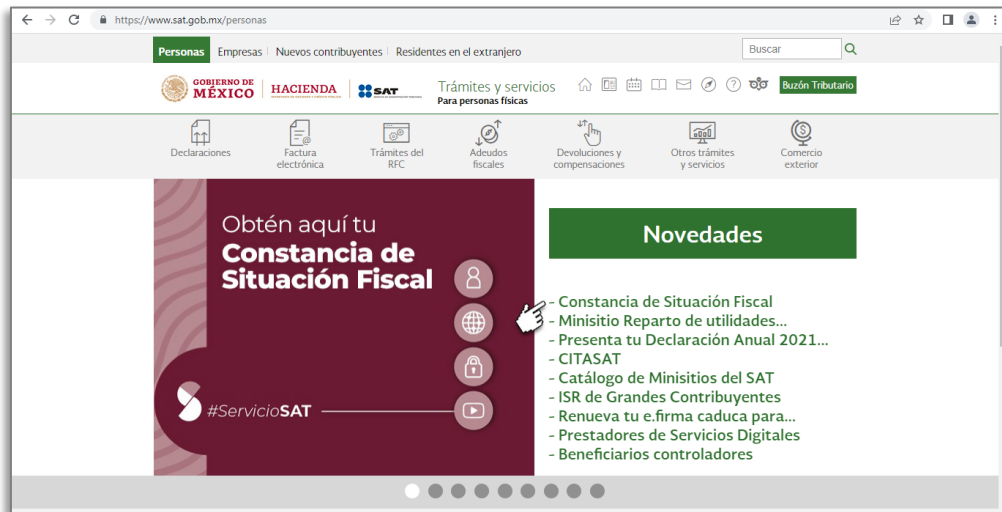 https://www.sat.gob.mx/personas
Personas Empresas Nuevos contribuyentes Residentes en el extranjero Buscar
GOBIERNO DE MÉXICO HACIENDA SAT Trámites y servicios Para personas físicas Buzón Tributario
Declaraciones
Factura electrónica
Trámites del RFC
Adeudos fiscales
Devoluciones y compensaciones
Otros trámites y servicios
Comercio exterior
Obtén aquí tu
Constancia de
Situación Fiscal
#ServicioSAT
Novedades
- Constancia de Situación Fiscal
- Minisitio Reparto de utilidades...
- Presenta tu Declaración Anual 2021...
- CITASAT
- Catálogo de Minisitios del SAT
- ISR de Grandes Contribuyentes
- Renueva tu e.firma caduca para...
- Prestadores de Servicios Digitales
- Beneficiarios controladores